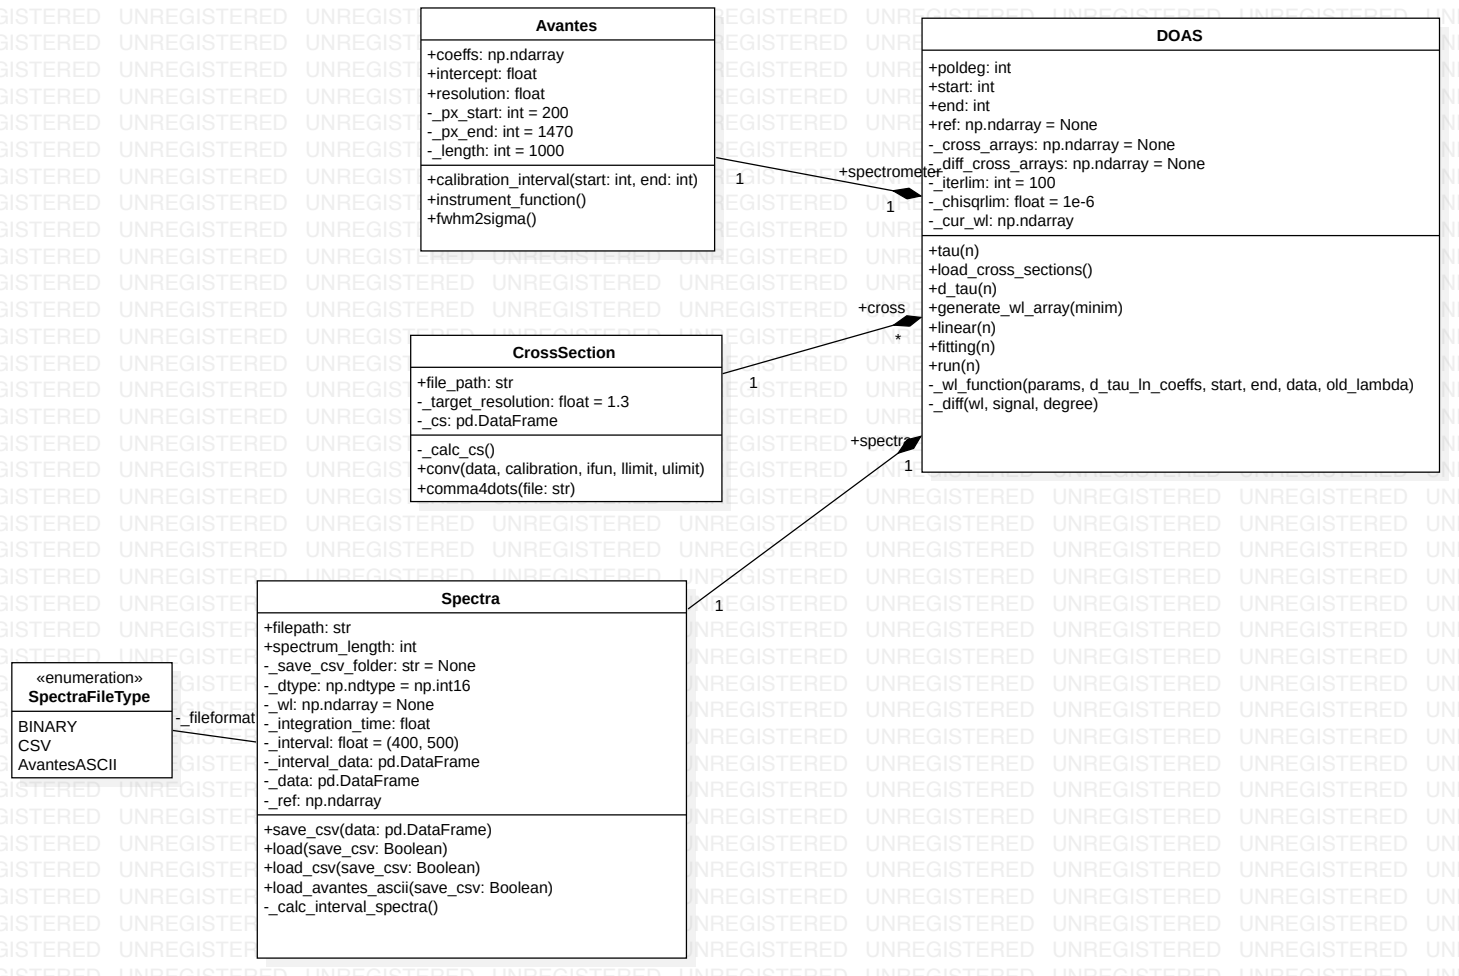 Avantes
+coeffs: np.ndarray
+intercept: float
+resolution: float
-_px_start: int = 200
-_px_end: int = 1470
-_length: int = 1000
+calibration_interval(start: int, end: int)
+instrument_function()
+fwhm2sigma()
1
+spectrometer
1
DOAS
+poldeg: int
+start: int
+end: int
+ref: np.ndarray = None
-_cross_arrays: np.ndarray = None
-_diff_cross_arrays: np.ndarray = None
-_iterlim: int = 100
-_chisqrlim: float = 1e-6
-_cur_wl: np.ndarray
+tau(n)
+load_cross_sections()
+d_tau(n)
+generate_wl_array(minim)
+linear(n)
+fitting(n)
+run(n)
-_wl_function(params, d_tau_ln_coeffs, start, end, data, old_lambda)
-_diff(wl, signal, degree)
+cross
*
1
CrossSection
+file_path: str
-_target_resolution: float = 1.3
-_cs: pd.DataFrame
-_calc_cs()
+conv(data, calibration, ifun, llimit, ulimit)
+comma4dots(file: str)
+spectra
1
1
Spectra
+filepath: str
+spectrum_length: int
-_save_csv_folder: str = None
-_dtype: np.ndtype = np.int16
-_wl: np.ndarray = None
-_integration_time: float
-_interval: float = (400, 500)
-_interval_data: pd.DataFrame
-_data: pd.DataFrame
-_ref: np.ndarray
+save_csv(data: pd.DataFrame)
+load(save_csv: Boolean)
+load_csv(save_csv: Boolean)
+load_avantes_ascii(save_csv: Boolean)
-_calc_interval_spectra()
-_fileformat
«enumeration»
SpectraFileType
BINARY
CSV
AvantesASCII
UNREGISTERED